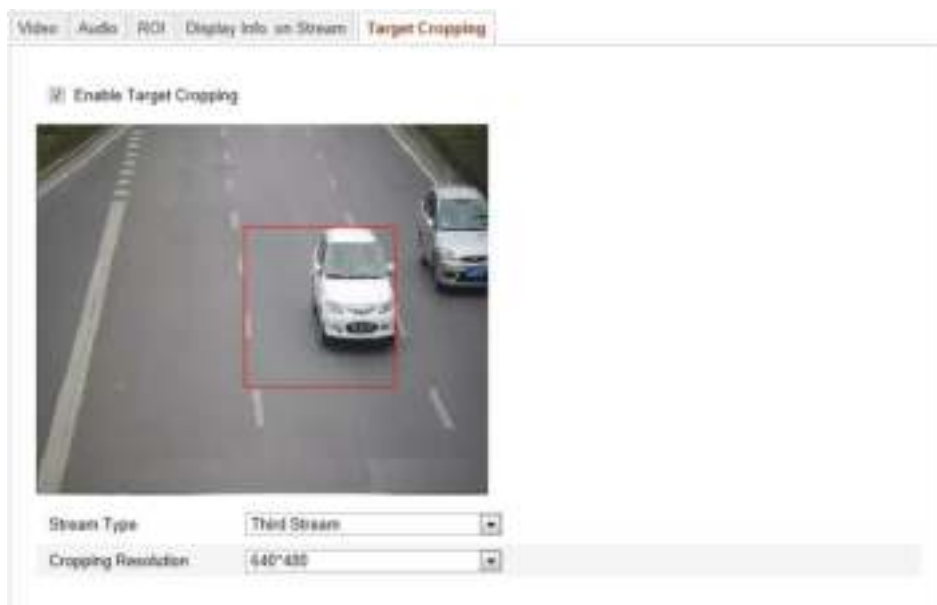 Video Audio ROI Display Info. on Stream Target Cropping
Enable Target Cropping
Stream Type Third Stream
Cropping Resolution 640*480